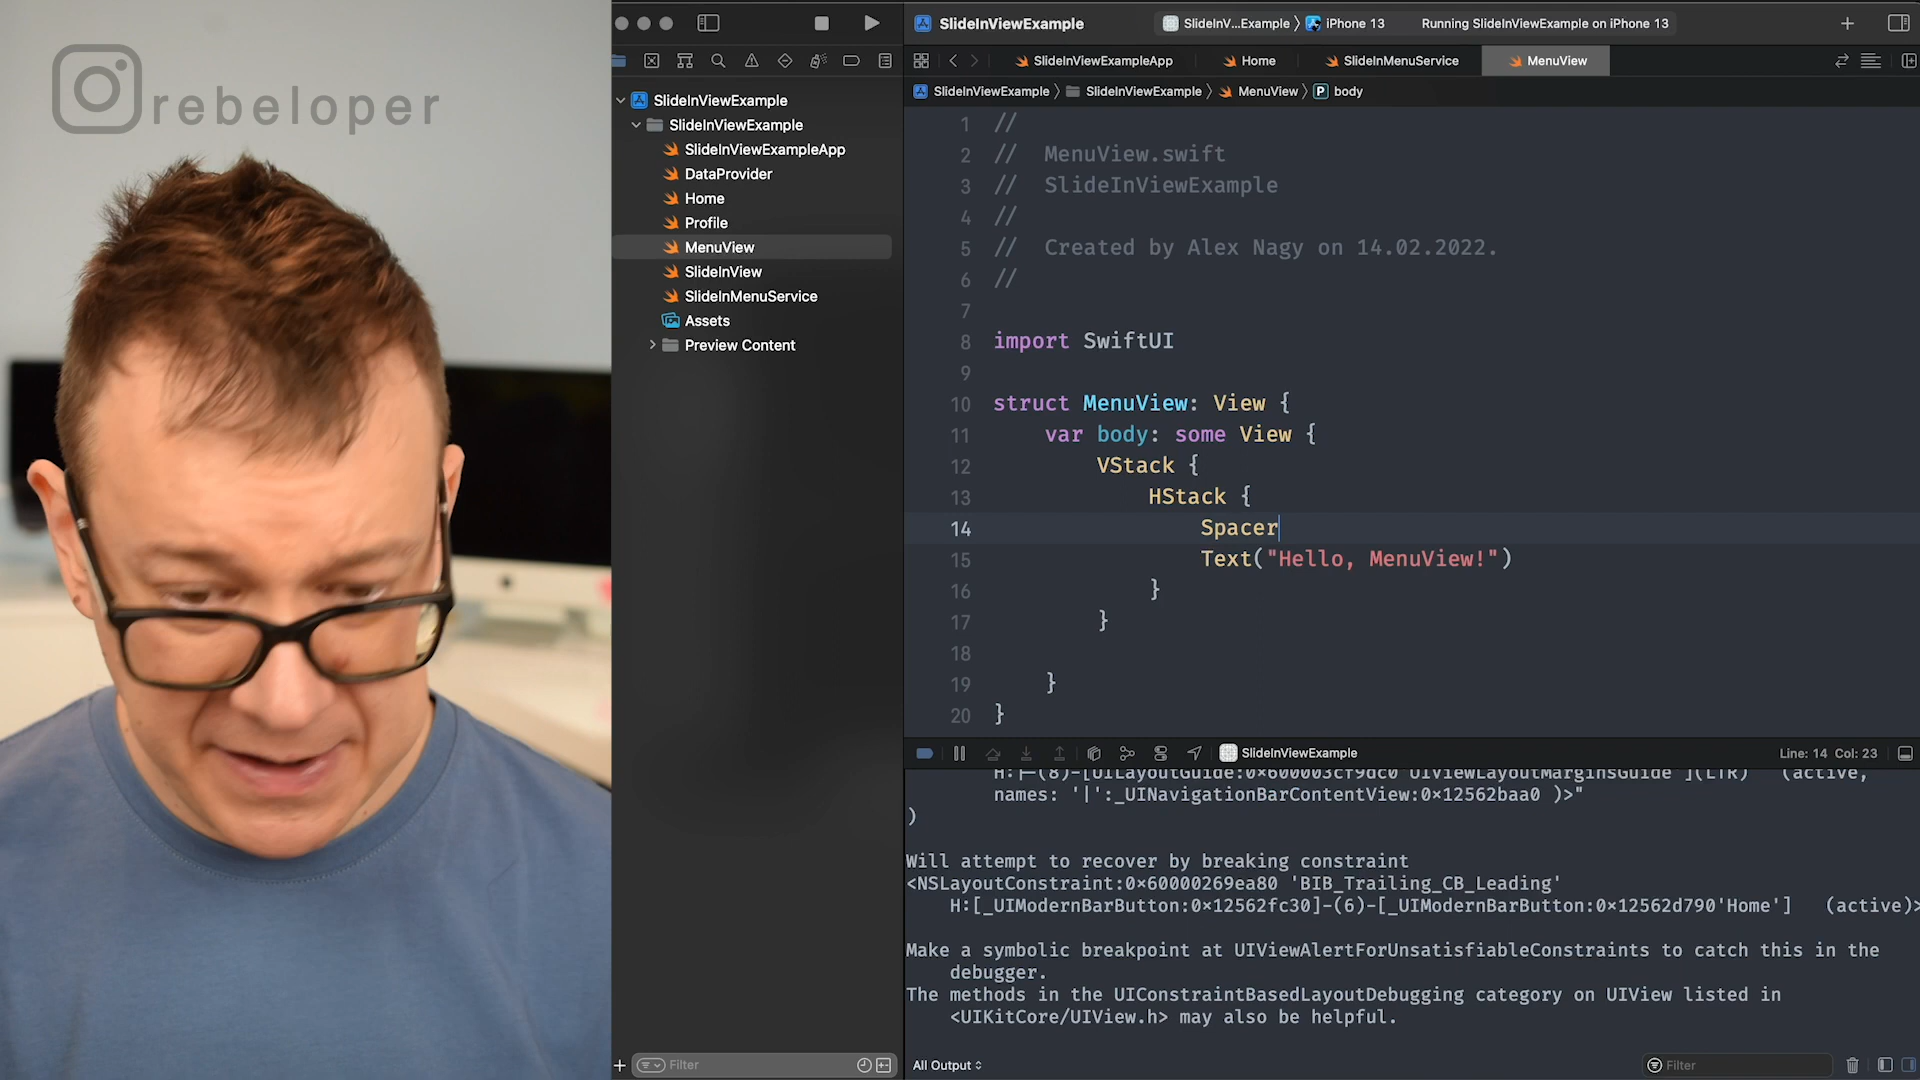 rebeloper
SlideInViewExample
SlideInV...Example 〉 iPhone 13
Running SlideInViewExample on iPhone 13
SlideInViewExampleApp
Home
SlideInMenuService
MenuView
SlideInViewExample 〉 SlideInViewExample 〉 MenuView 〉 P body
SlideInViewExample
SlideInViewExample
SlideInViewExampleApp
DataProvider
Home
Profile
MenuView
SlideInView
SlideInMenuService
Assets
Preview Content
Filter
1 //
2 // MenuView.swift
3 // SlideInViewExample
4 //
5 // Created by Alex Nagy on 14.02.2022.
6 //
7
8 import SwiftUI
9
10 struct MenuView: View {
11 var body: some View {
12 VStack {
13 HStack {
14 Spacer
15 Text("Hello, MenuView!")
16 }
17 }
18
19 }
20 }
SlideInViewExample
Line: 14 Col: 23
H:|-(8)-[UILayoutGuide:0x600003cf9dc0'UIViewLayoutMarginsGuide'](LTR) (active,
names: '|':_UINavigationBarContentView:0x12562baa0 )>"
)
Will attempt to recover by breaking constraint
<NSLayoutConstraint:0x60000269ea80 'BIB_Trailing_CB_Leading'
H:[_UIModernBarButton:0x12562fc30]-(6)-[_UIModernBarButton:0x12562d790'Home'] (active)>
Make a symbolic breakpoint at UIViewAlertForUnsatisfiableConstraints to catch this in the
debugger.
The methods in the UIConstraintBasedLayoutDebugging category on UIView listed in
<UIKitCore/UIView.h> may also be helpful.
All Output
Filter